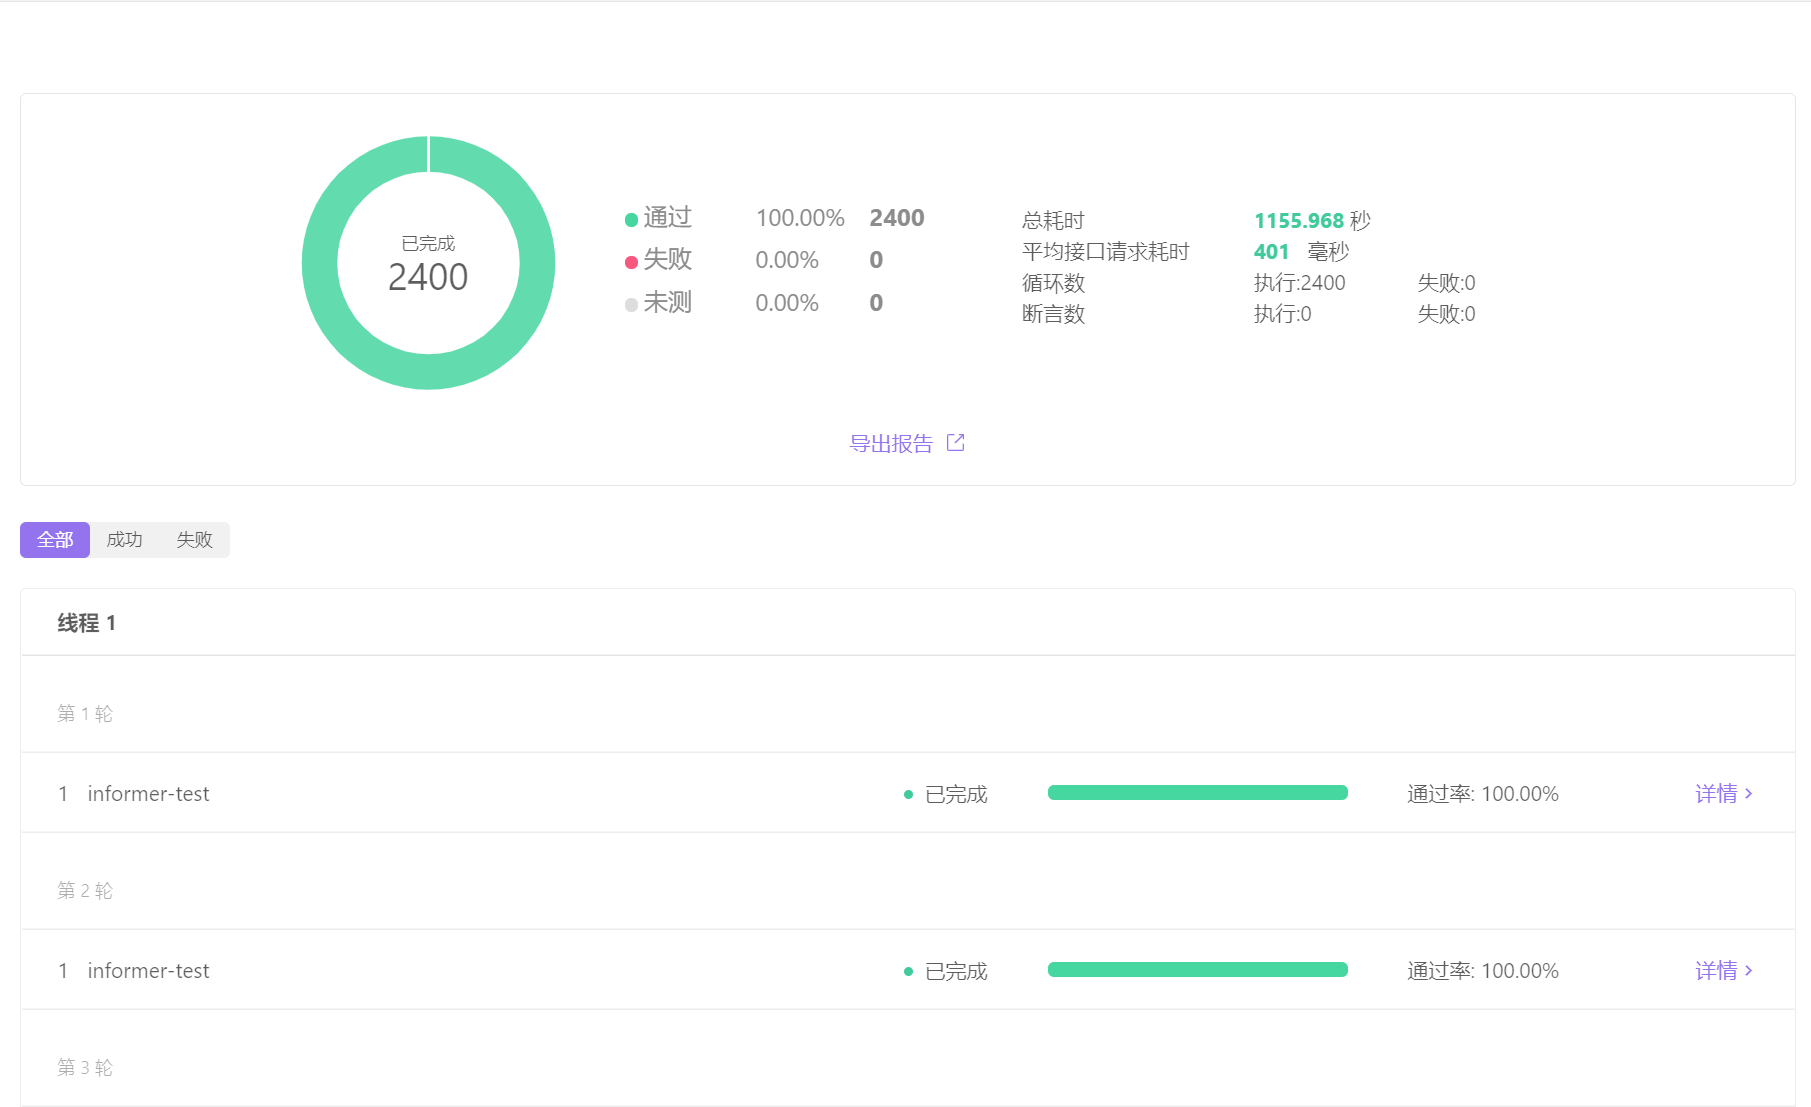 已完成
2400
通过 100.00% 2400
失败 0.00% 0
未测 0.00% 0
总耗时 1155.968 秒
平均接口请求耗时 401 毫秒
循环数 执行:2400 失败:0
断言数 执行:0 失败:0
导出报告
全部 成功 失败
线程 1
第 1 轮
1 informer-test 已完成 通过率: 100.00% 详情
第 2 轮
1 informer-test 已完成 通过率: 100.00% 详情
第 3 轮